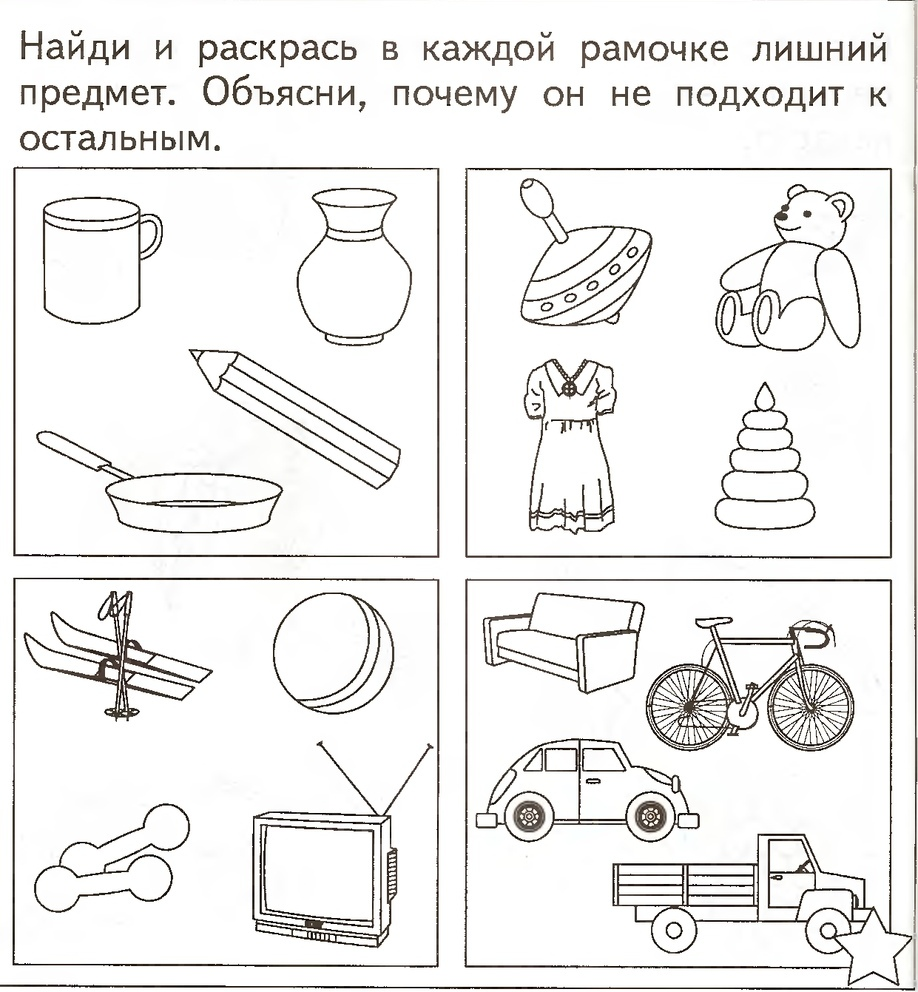 Найди и раскрась в каждой рамочке лишний
предмет. Объясни, почему он не подходит к
остальным.